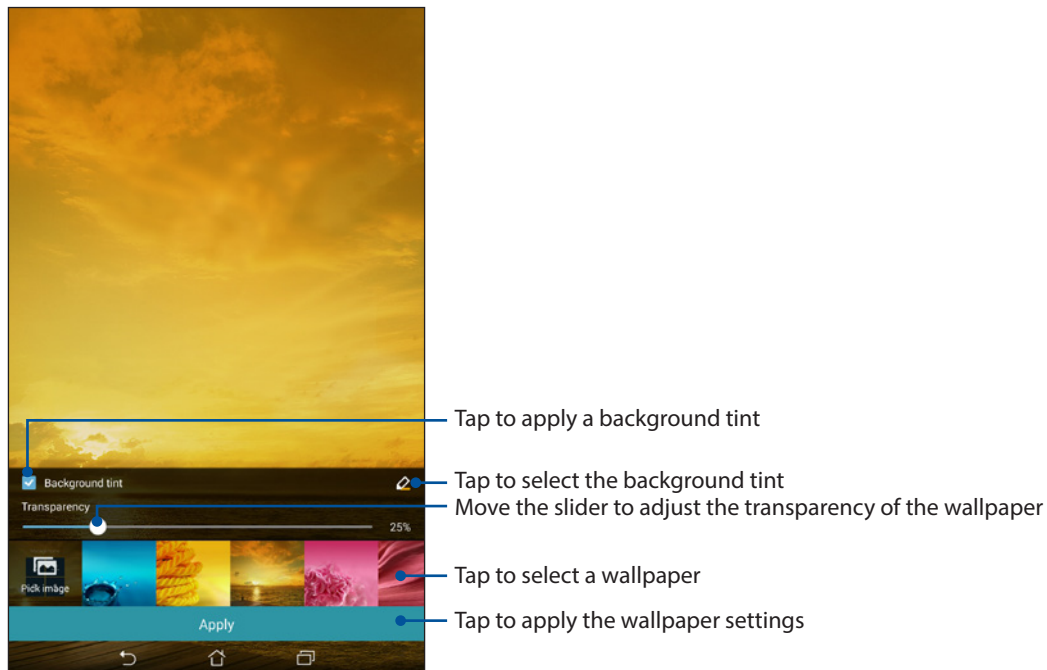 Tap to apply a background tint
Background tint
Tap to select the background tint
Transparency
Move the slider to adjust the transparency of the wallpaper
25%
Pick image
Tap to select a wallpaper
Apply
Tap to apply the wallpaper settings